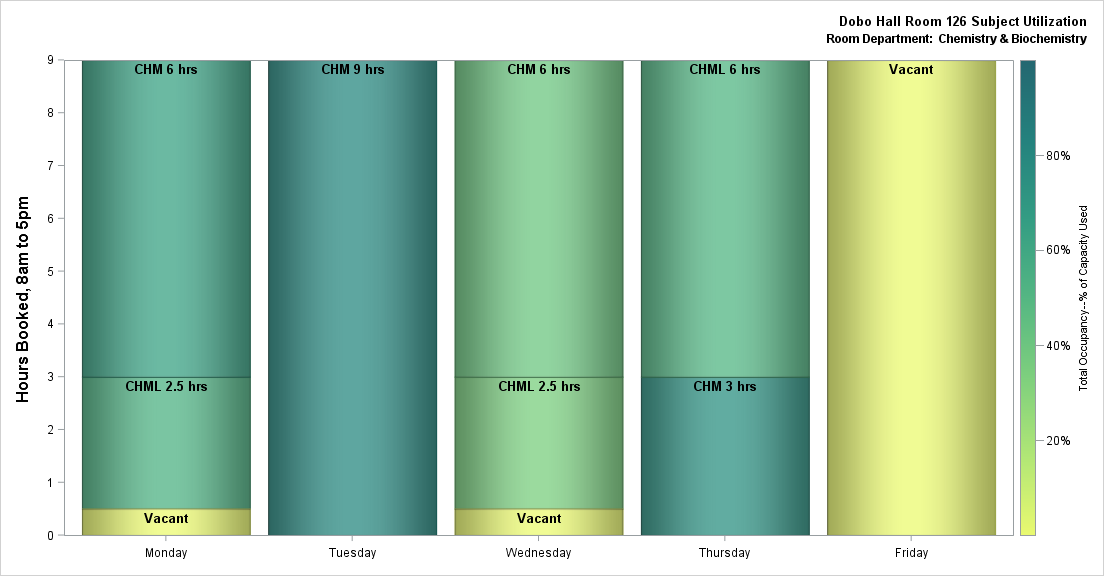 Dobo Hall Room 126 Subject Utilization
Room Department: Chemistry & Biochemistry
Hours Booked, 8am to 5pm
9
8
7
6
5
4
3
2
1
0
CHM 6 hrs
CHML 2.5 hrs
Vacant
CHM 9 hrs
CHM 6 hrs
CHML 2.5 hrs
Vacant
CHML 6 hrs
CHM 3 hrs
Vacant
Monday
Tuesday
Wednesday
Thursday
Friday
80%
60%
40%
20%
Total Occupancy--% of Capacity Used